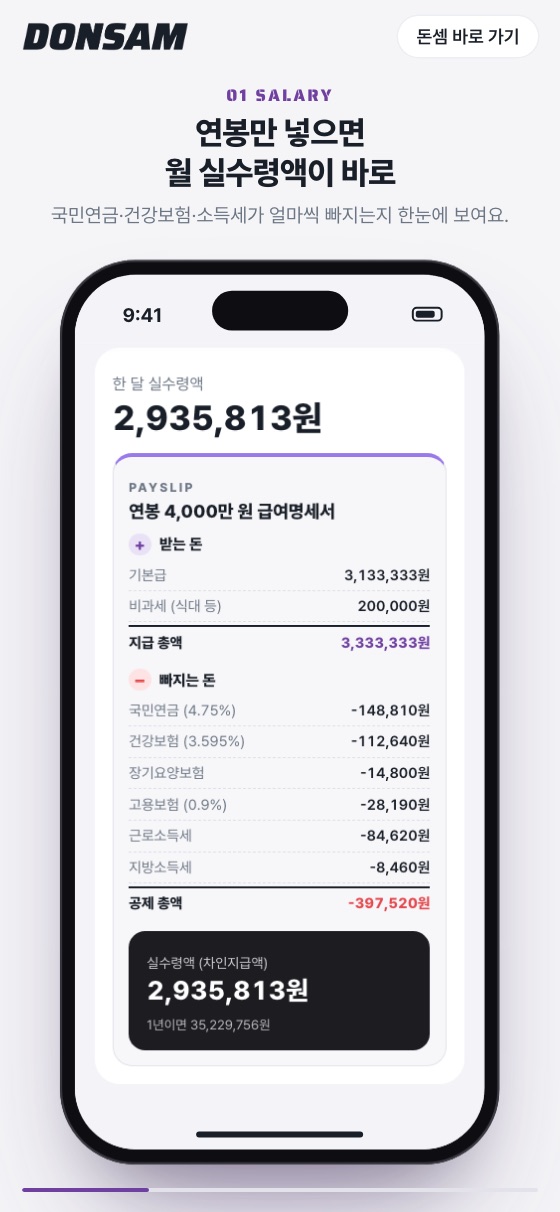 DONSAM
돈셈 바로 가기
01 SALARY
연봉만 넣으면
월 실수령액이 바로
국민연금·건강보험·소득세가 얼마씩 빠지는지 한눈에 보여요.
9:41
한 달 실수령액
2,935,813원
PAYSLIP
연봉 4,000만 원 급여명세서
+ 받는 돈
기본급 3,133,333원
비과세 (식대 등) 200,000원
지급 총액 3,333,333원
− 빠지는 돈
국민연금 (4.75%) -148,810원
건강보험 (3.595%) -112,640원
장기요양보험 -14,800원
고용보험 (0.9%) -28,190원
근로소득세 -84,620원
지방소득세 -8,460원
공제 총액 -397,520원
실수령액 (차인지급액)
2,935,813원
1년이면 35,229,756원